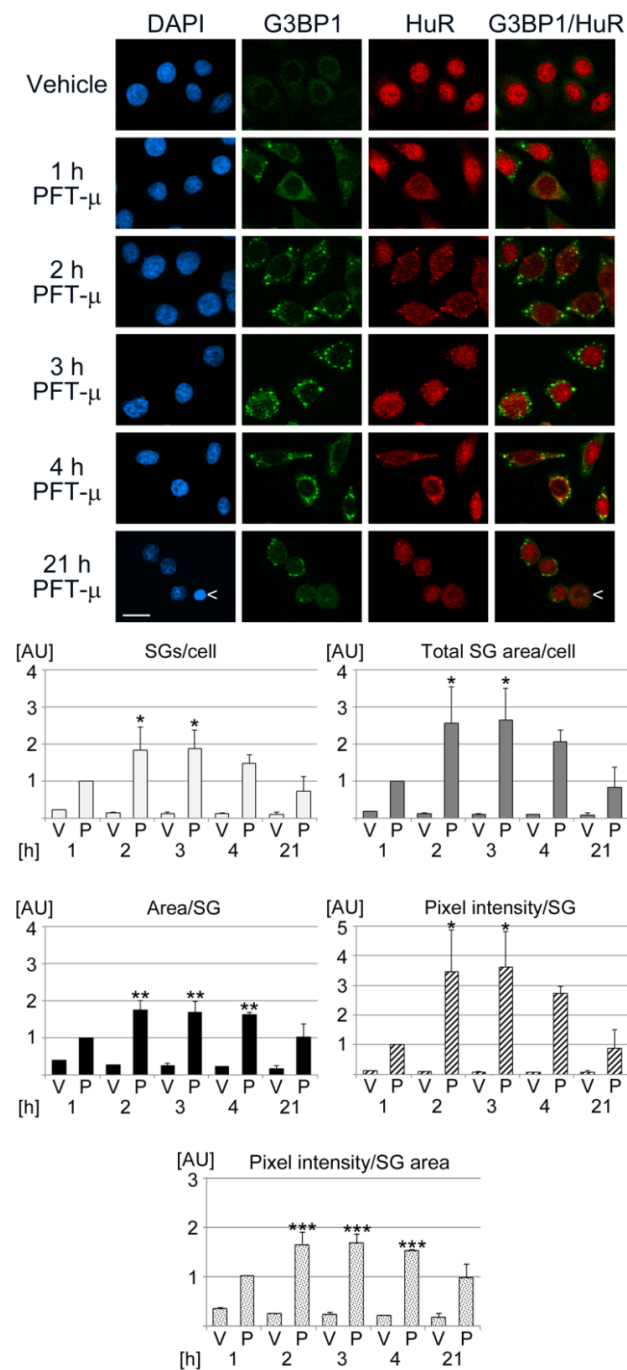 DAPI G3BP1 HuR G3BP1/HuR
Vehicle
1 h
PFT-μ
2 h
PFT-μ
3 h
PFT-μ
4 h
PFT-μ
21 h
PFT-μ
< <
[AU] SGs/cell
4
3
2
1
* *
V P V P V P V P V P
[h] 1 2 3 4 21
[AU] Total SG area/cell
4
3
2
1
* *
V P V P V P V P V P
1 2 3 4 21
[AU] Area/SG
4
3
2
1
** ** **
V P V P V P V P V P
[h] 1 2 3 4 21
[AU] Pixel intensity/SG
5
4
3
2
1
* *
V P V P V P V P V P
1 2 3 4 21
[AU] Pixel intensity/SG area
3
2
1
*** *** ***
V P V P V P V P V P
[h] 1 2 3 4 21